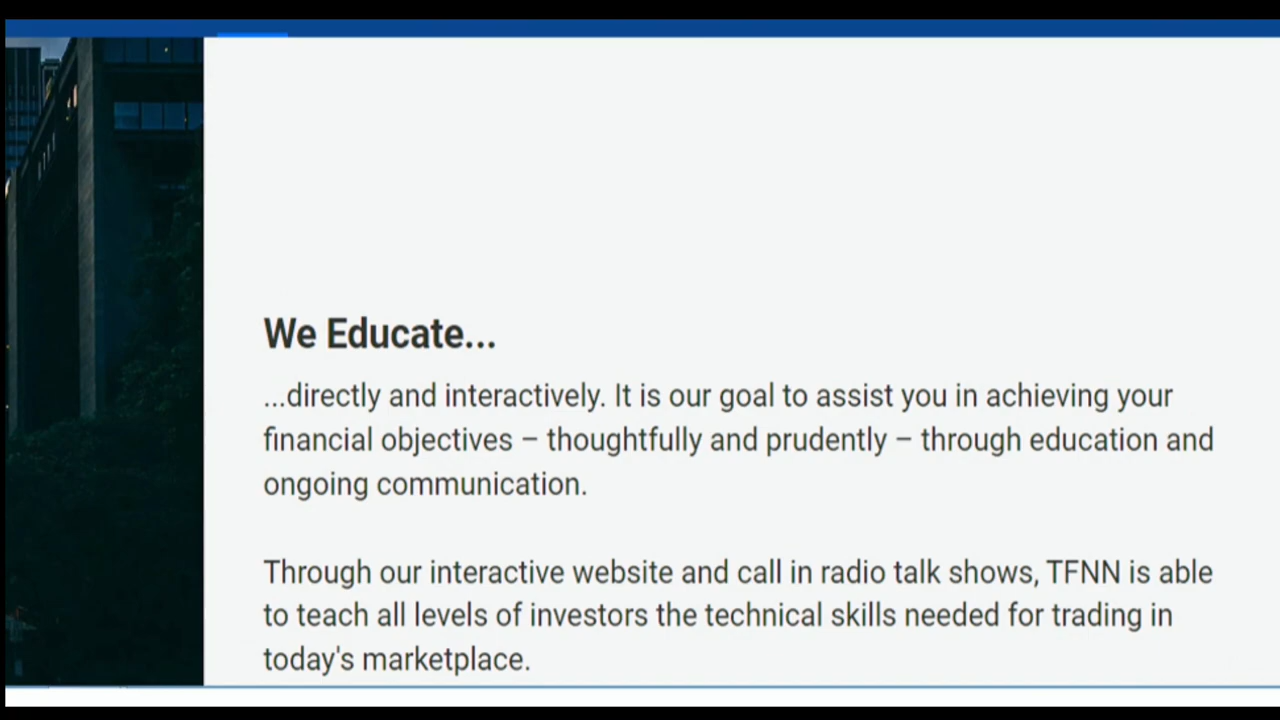 We Educate...
...directly and interactively. It is our goal to assist you in achieving your
financial objectives – thoughtfully and prudently – through education and
ongoing communication.
Through our interactive website and call in radio talk shows, TFNN is able
to teach all levels of investors the technical skills needed for trading in
today's marketplace.